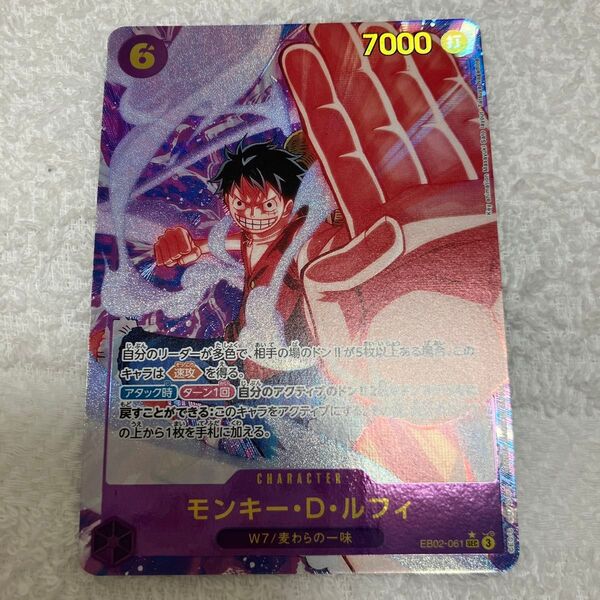 6
7000 打
自分のリーダーが多色で、相手の場のドン!!が5枚以上ある場合、この
キャラは 速攻 を得る。
アタック時 ターン1回 自分のアクティブのドン!!
戻すことができる:このキャラをアクティブにする。
の上から1枚を手札に加える。
CHARACTER
モンキー・D・ルフィ
W7/麦わらの一味
EB02-061 SEC 3